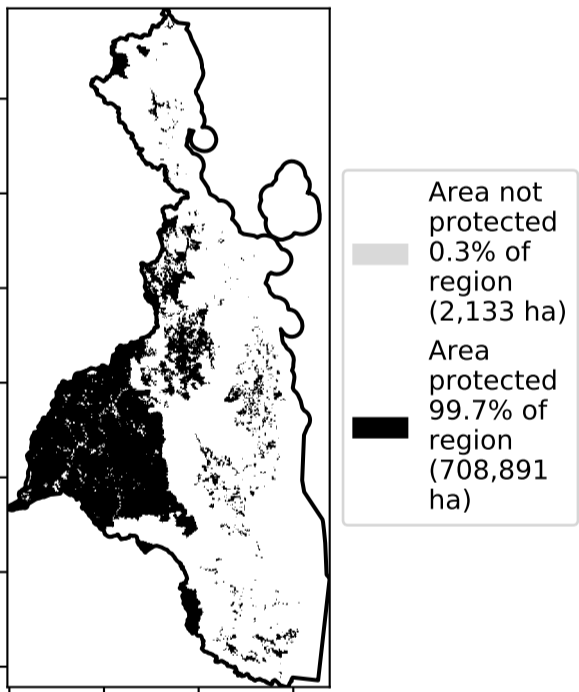 Area not
protected
0.3% of
region
(2,133 ha)
Area
protected
99.7% of
region
(708,891
ha)